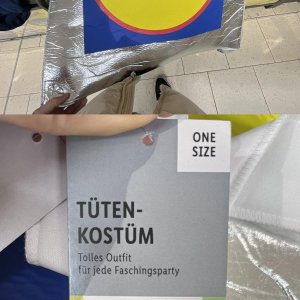 ONE
SIZE
TÜTEN-
KOSTÜM
Tolles Outfit
für jede Faschingsparty